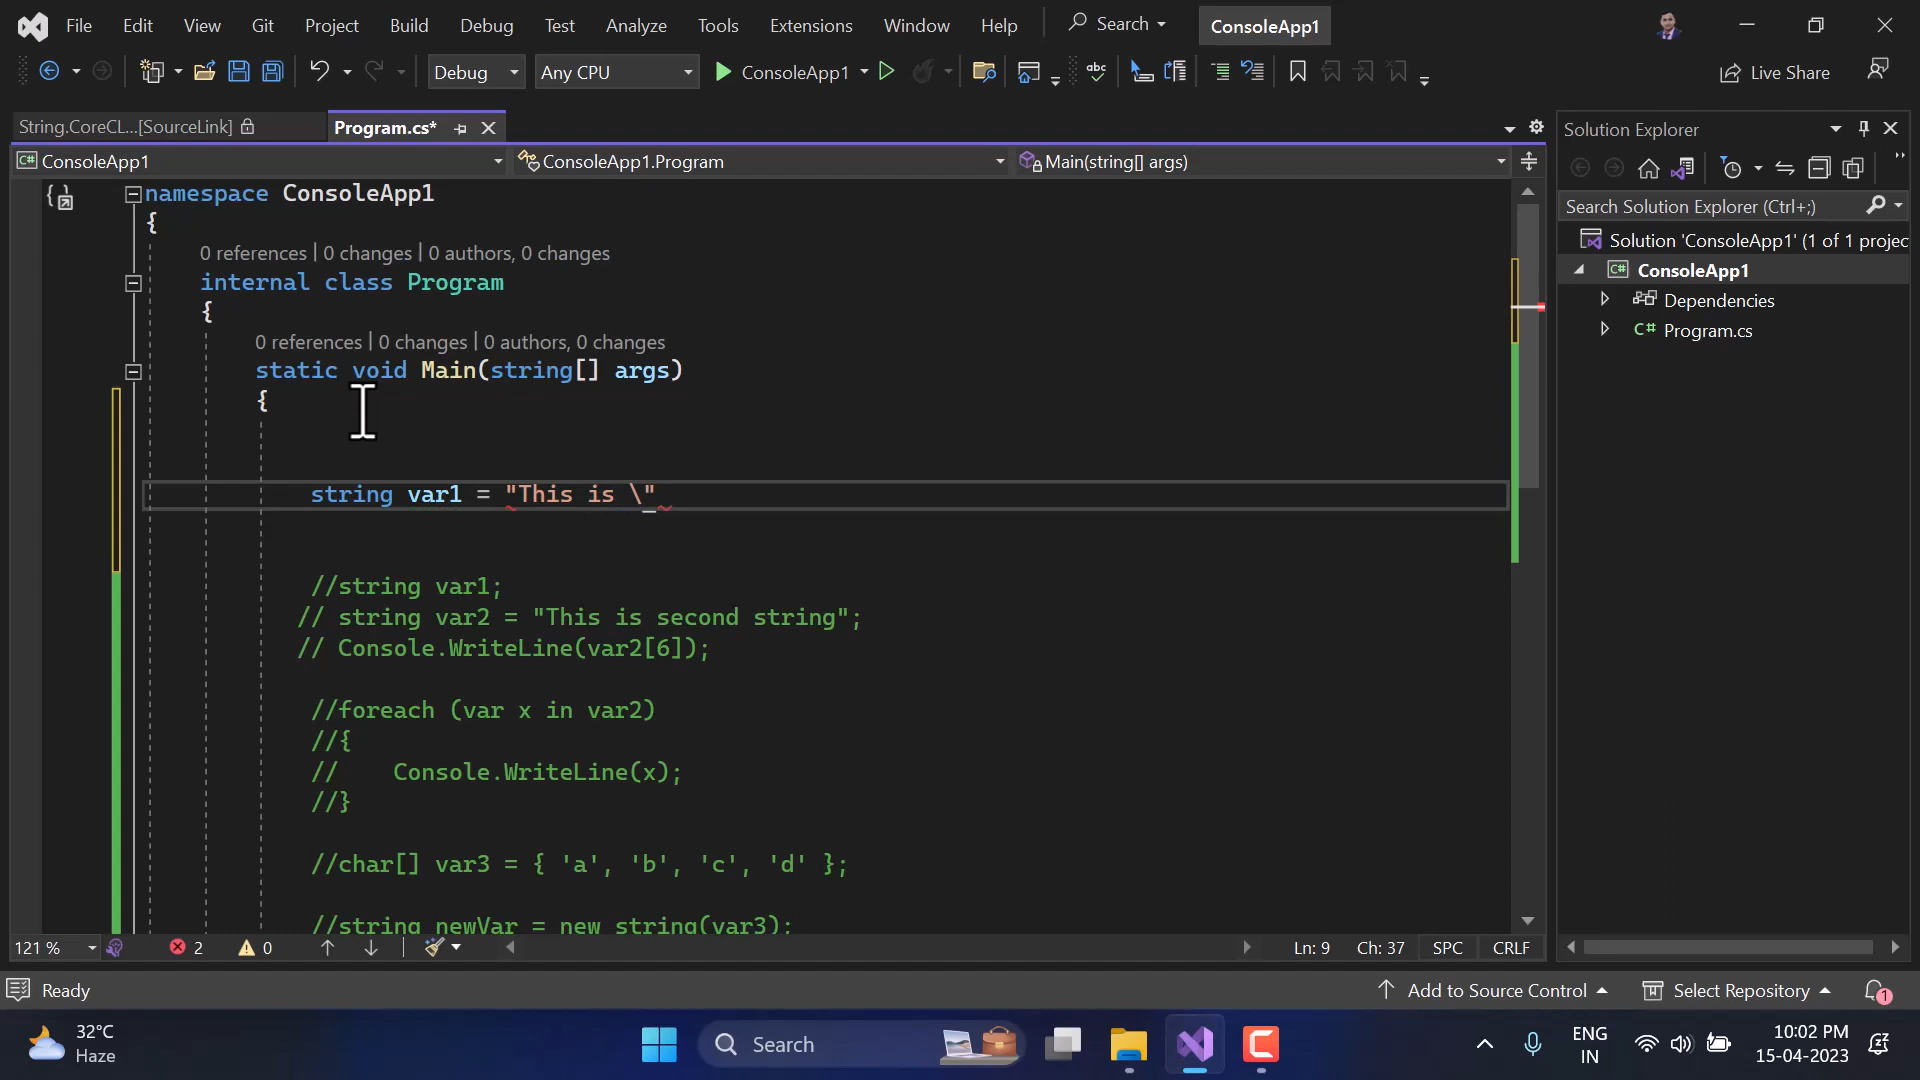 File Edit View Git Project Build Debug Test Analyze Tools Extensions Window Help Search ConsoleApp1
Debug Any CPU ConsoleApp1 abc Live Share
String.CoreCL...[SourceLink] Program.cs*
Solution Explorer
C# ConsoleApp1 ConsoleApp1.Program Main(string[] args)
namespace ConsoleApp1
{
0 references | 0 changes | 0 authors, 0 changes
internal class Program
{
0 references | 0 changes | 0 authors, 0 changes
static void Main(string[] args)
{
string var1 = "This is \"
//string var1;
// string var2 = "This is second string";
// Console.WriteLine(var2[6]);
//foreach (var x in var2)
//{
//    Console.WriteLine(x);
//}
//char[] var3 = { 'a', 'b', 'c', 'd' };
//string newVar = new string(var3);
Search Solution Explorer (Ctrl+;)
Solution 'ConsoleApp1' (1 of 1 projec
C# ConsoleApp1
Dependencies
C# Program.cs
121 % 2 0 Ln: 9 Ch: 37 SPC CRLF
Ready Add to Source Control Select Repository 1
32°C
Haze
Search
ENG
IN
10:02 PM
15-04-2023